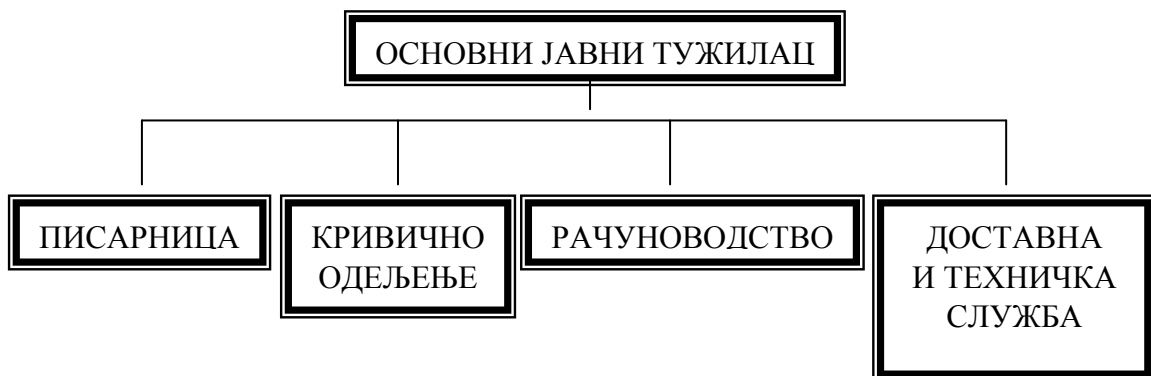 ОСНОВНИ ЈАВНИ ТУЖИЛАЦ
ПИСАРНИЦА
КРИВИЧНО
ОДЕЉЕЊЕ
РАЧУНОВОДСТВО
ДОСТАВНА
И ТЕХНИЧКА
СЛУЖБА